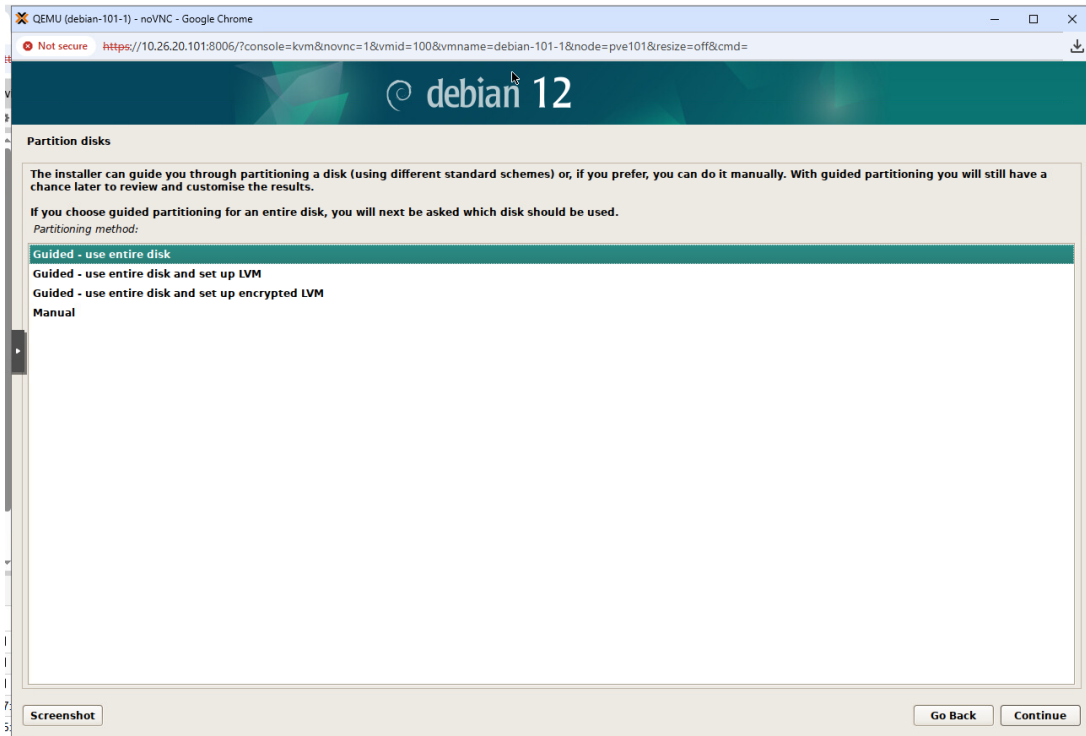 QEMU (debian-101-1) - noVNC - Google Chrome
Not secure https://10.26.20.101:8006/?console=kvm&novnc=1&vmid=100&vmname=debian-101-1&node=pve101&resize=off&cmd=
debian 12
Partition disks
The installer can guide you through partitioning a disk (using different standard schemes) or, if you prefer, you can do it manually. With guided partitioning you will still have a
chance later to review and customise the results.
If you choose guided partitioning for an entire disk, you will next be asked which disk should be used.
Partitioning method:
Guided - use entire disk
Guided - use entire disk and set up LVM
Guided - use entire disk and set up encrypted LVM
Manual
Screenshot
Go Back
Continue